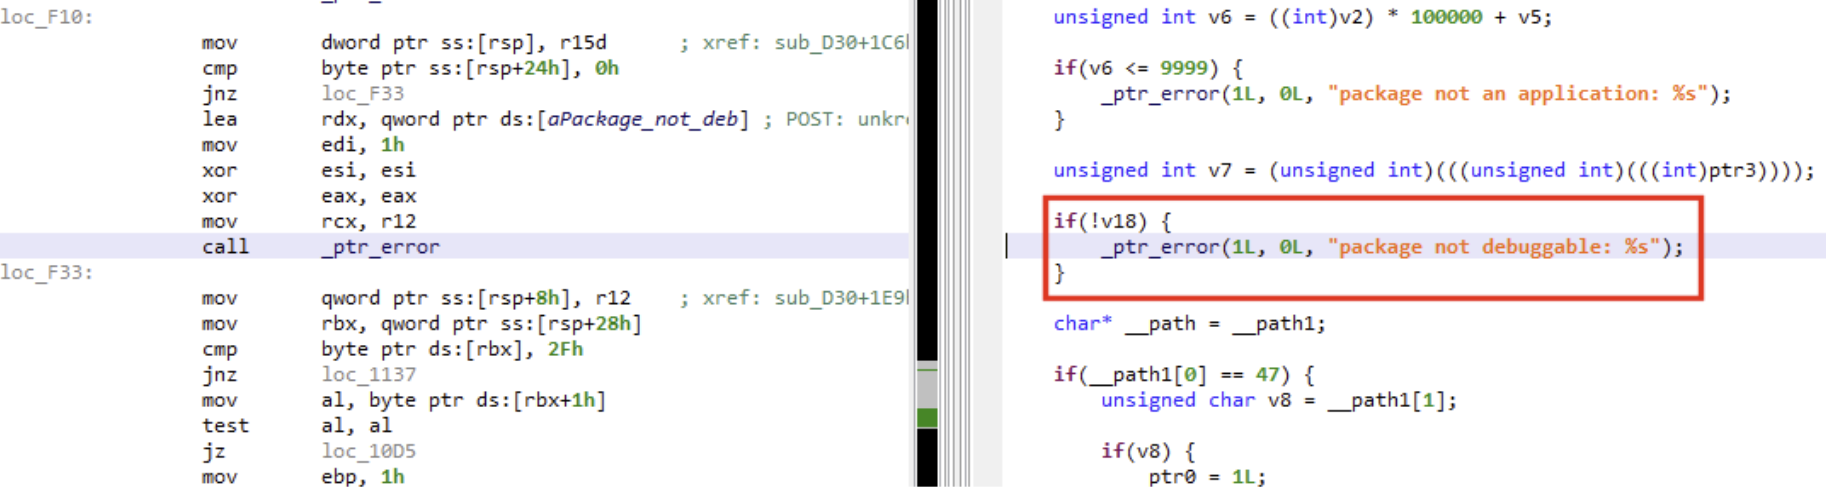 loc_F10:
mov dword ptr ss:[rsp], r15d ; xref: sub_D30+1C6
cmp byte ptr ss:[rsp+24h], 0h
jnz loc_F33
lea rdx, qword ptr ds:[aPackage_not_deb] ; POST: unkr
mov edi, 1h
xor esi, esi
xor eax, eax
mov rcx, r12
call _ptr_error
loc_F33:
mov qword ptr ss:[rsp+8h], r12 ; xref: sub_D30+1E9
mov rbx, qword ptr ss:[rsp+28h]
cmp byte ptr ds:[rbx], 2Fh
jnz loc_1137
mov al, byte ptr ds:[rbx+1h]
test al, al
jz loc_10D5
mov ebp, 1h
unsigned int v6 = ((int)v2) * 100000 + v5;
if(v6 <= 9999) {
_ptr_error(1L, 0L, "package not an application: %s");
}
unsigned int v7 = (unsigned int)(((unsigned int)(((int)ptr3))));
if(!v18) {
_ptr_error(1L, 0L, "package not debuggable: %s");
}
char* __path = __path1;
if(__path1[0] == 47) {
unsigned char v8 = __path1[1];
if(v8) {
ptr0 = 1L;